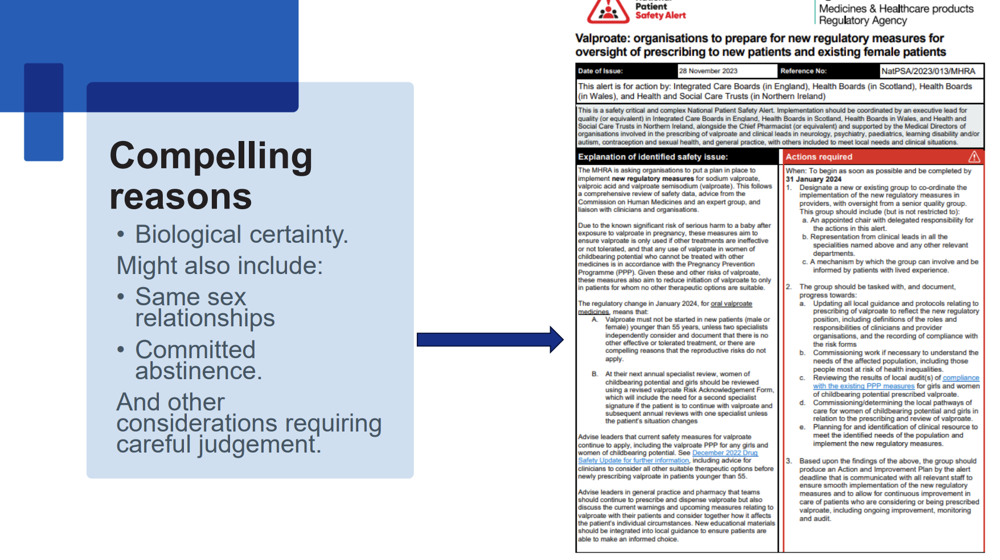 Compelling
reasons
• Biological certainty.
Might also include:
• Same sex
relationships
• Committed
abstinence.
And other
considerations requiring
careful judgement.
Patient
Safety Alert
Medicines & Healthcare products
Regulatory Agency
Valproate: organisations to prepare for new regulatory measures for
oversight of prescribing to new patients and existing female patients
Date of Issue: 28 November 2023 Reference No: NatPSA/2023/013/MHRA
This alert is for action by: Integrated Care Boards (in England), Health Boards (in Scotland), Health Boards
(in Wales), and Health and Social Care Trusts (in Northern Ireland)
This is a safety critical and complex National Patient Safety Alert. Implementation should be coordinated by an executive lead for
quality (or equivalent) in Integrated Care Boards in England, Health Boards in Scotland, Health Boards in Wales, and Health and
Social Care Trusts in Northern Ireland, alongside the Chief Pharmacist (or equivalent) and supported by the Medical Directors of
organisations involved in the prescribing of valproate and clinical leads in neurology, psychiatry, paediatrics, learning disability and/or
autism, contraception and sexual health, and general practice, with others included to meet local needs and clinical situations.
Explanation of identified safety issue:
The MHRA is asking organisations to put a plan in place to
implement new regulatory measures for sodium valproate,
valproic acid and valproate semisodium (valproate). This follows
a comprehensive review of safety data, advice from the
Commission on Human Medicines and an expert group, and
liaison with clinicians and organisations.
Due to the known significant risk of serious harm to a baby after
exposure to valproate in pregnancy, these measures aim to
ensure valproate is only used if other treatments are ineffective
or not tolerated, and that any use of valproate in women of
childbearing potential who cannot be treated with other
medicines is in accordance with the Pregnancy Prevention
Programme (PPP). Given these and other risks of valproate,
these measures also aim to reduce initiation of valproate to only
in patients for whom no other therapeutic options are suitable.
The regulatory change in January 2024, for oral valproate
medicines, means that:
A. Valproate must not be started in new patients (male or
female) younger than 55 years, unless two specialists
independently consider and document that there is no
other effective or tolerated treatment, or there are
compelling reasons that the reproductive risks do not
apply.
B. At their next annual specialist review, women of
childbearing potential and girls should be reviewed
using a revised valproate Risk Acknowledgement Form,
which will include the need for a second specialist
signature if the patient is to continue with valproate and
subsequent annual reviews with one specialist unless
the patient's situation changes
Advise leaders that current safety measures for valproate
continue to apply, including the valproate PPP for any girls and
women of childbearing potential. See December 2022 Drug
Safety Update for further information, including advice for
clinicians to consider all other suitable therapeutic options before
newly prescribing valproate in patients younger than 55.
Advise leaders in general practice and pharmacy that teams
should continue to prescribe and dispense valproate but also
discuss the current warnings and upcoming measures relating to
valproate with their patients and consider together how it affects
the patient's individual circumstances. New educational materials
should be integrated into local guidance to ensure patients are
able to make an informed choice.
Actions required
When: To begin as soon as possible and be completed by
31 January 2024
1. Designate a new or existing group to co-ordinate the
implementation of the new regulatory measures in
providers, with oversight from a senior quality group.
This group should include (but is not restricted to):
a. An appointed chair with delegated responsibility for
the actions in this alert.
b. Representation from clinical leads in all the
specialities named above and any other relevant
departments.
c. A mechanism by which the group can involve and be
informed by patients with lived experience.
2. The group should be tasked with, and document,
progress towards:
a. Updating all local guidance and protocols relating to
prescribing of valproate to reflect the new regulatory
position, including definitions of the roles and
responsibilities of clinicians and provider
organisations, and the recording of compliance with
the risk forms
b. Commissioning work if necessary to understand the
needs of the affected population, including those
people most at risk of health inequalities.
c. Reviewing the results of local audit(s) of compliance
with the existing PPP measures for girls and women
of childbearing potential prescribed valproate.
d. Commissioning/determining the local pathways of
care for women of childbearing potential and girls in
relation to the prescribing and review of valproate.
e. Planning for and identification of clinical resource to
meet the identified needs of the population and
implement the new regulatory measures.
3. Based upon the findings of the above, the group should
produce an Action and Improvement Plan by the alert
deadline that is communicated with all relevant staff to
ensure smooth implementation of the new regulatory
measures and to allow for continuous improvement in
care of patients who are considering or being prescribed
valproate, including ongoing improvement, monitoring
and audit.